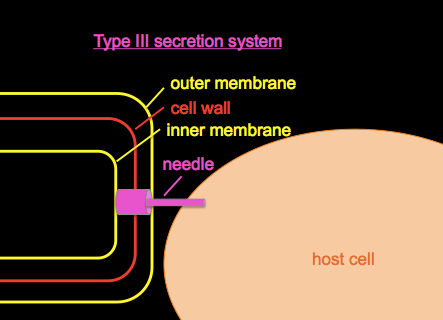 Type III secretion system
outer membrane
cell wall
inner membrane
needle
host cell